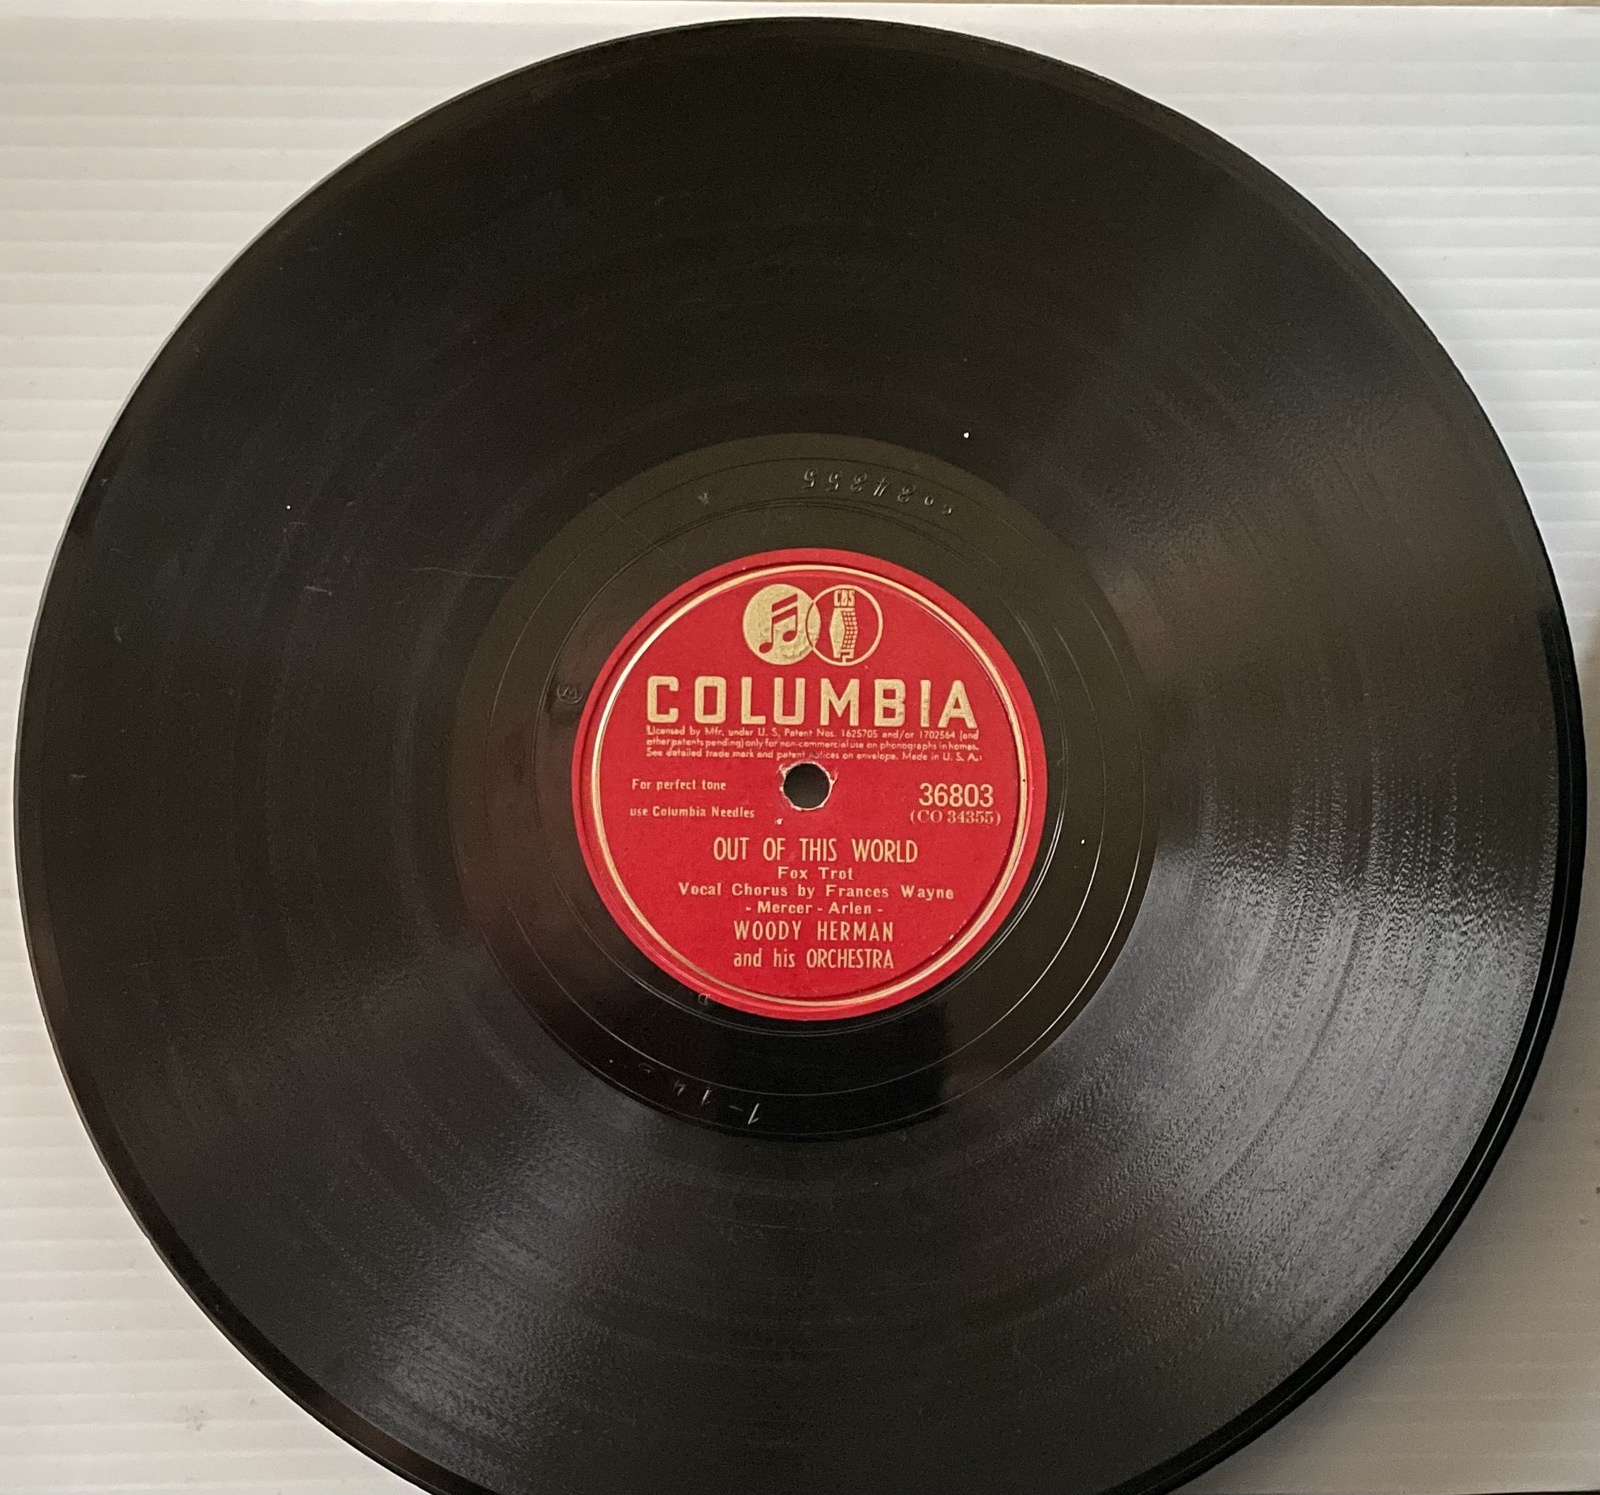 CO34355
CBS
COLUMBIA
Licensed by Mfr. under U. S. Patent Nos. 1625705 and/or 1702564 (and
other patents pending) only for non-commercial use on phonographs in homes.
See detailed trade mark and patent notices on envelope. Made in U. S. A.
For perfect tone
use Columbia Needles
36803
(CO 34355)
OUT OF THIS WORLD
Fox Trot
Vocal Chorus by Frances Wayne
- Mercer - Arlen -
WOODY HERMAN
and his ORCHESTRA